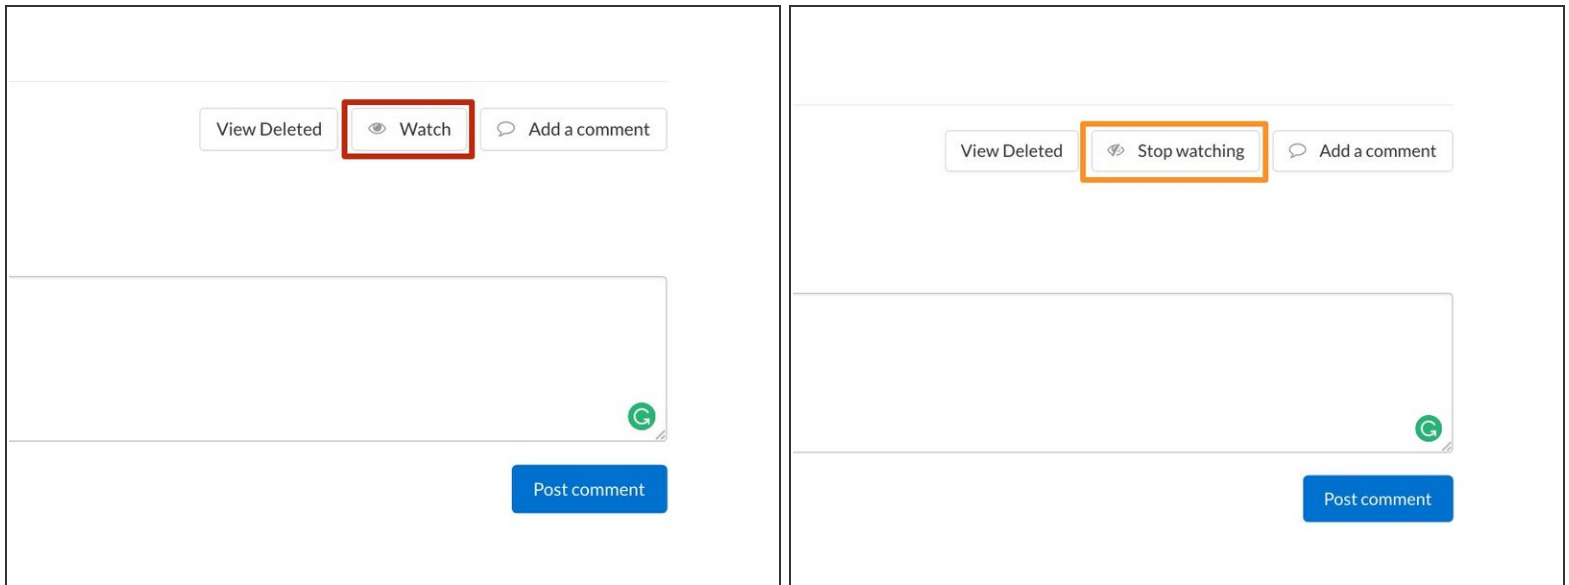 View Deleted Watch Add a comment
Post comment
View Deleted Stop watching Add a comment
Post comment